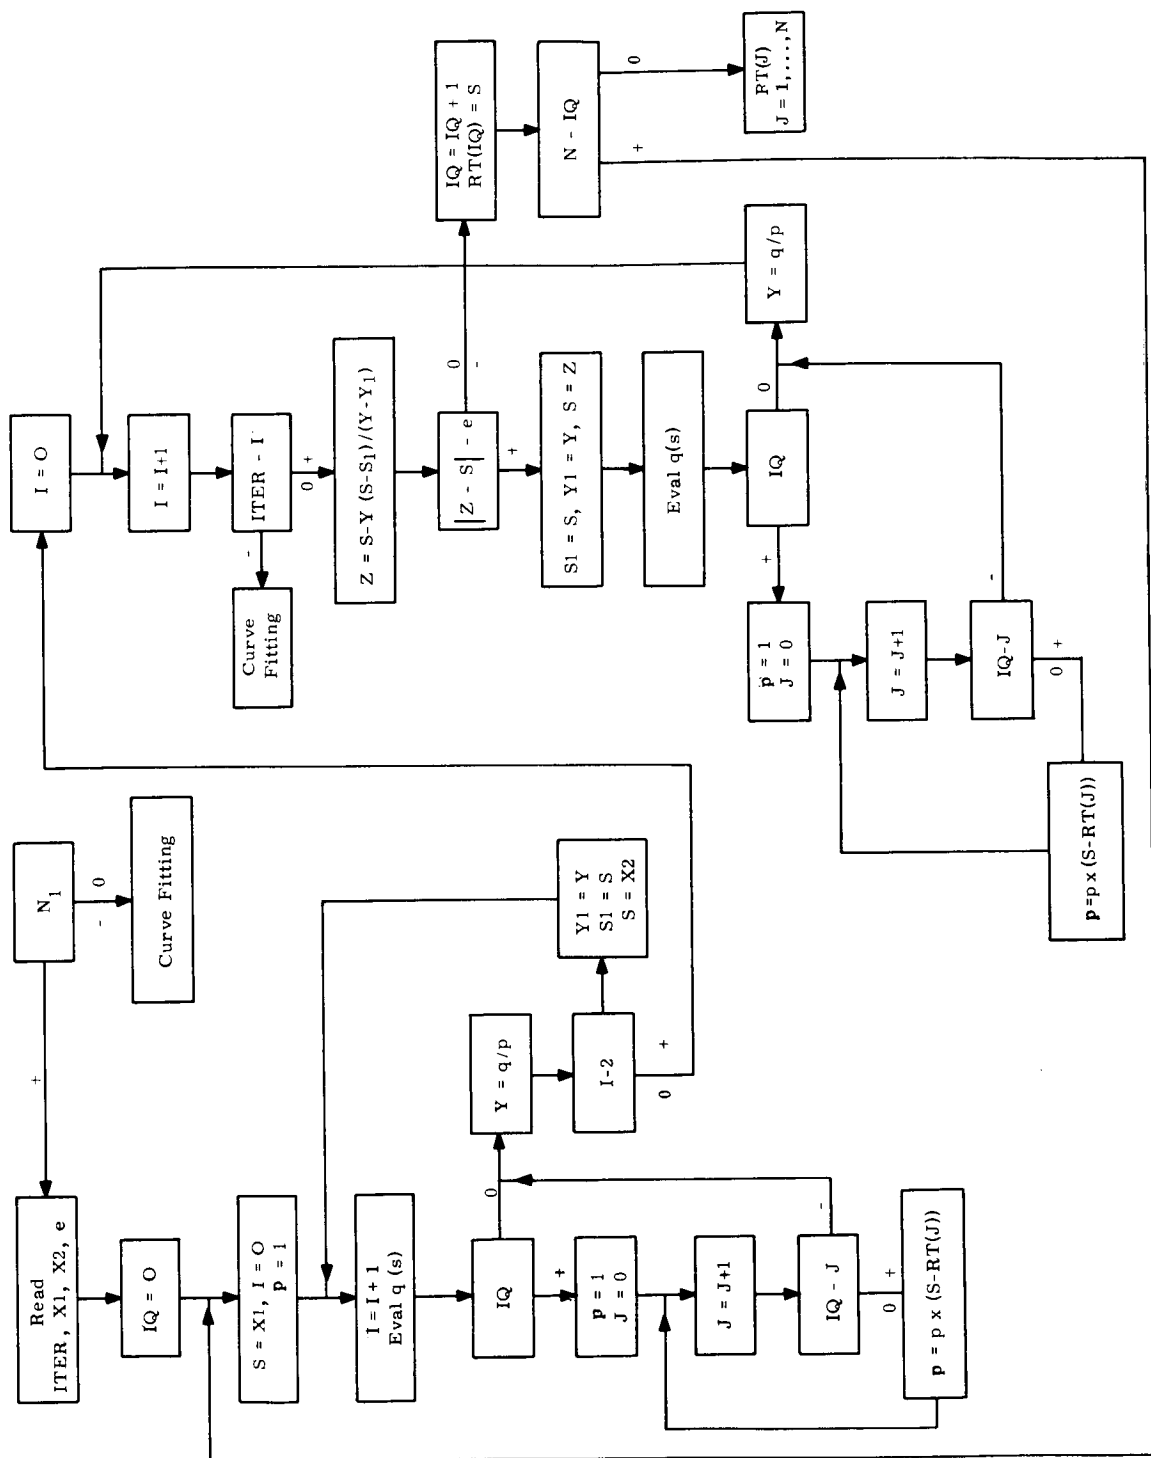 N1
-
0
Curve Fitting
+
Read
ITER, X1, X2, e
IQ = O
S = X1, I = O
p = 1
I = I + 1
Eval q (s)
IQ
0
+
p = 1
J = 0
J = J+1
IQ - J
-
0
+
p = p x (S-RT(J))
Y = q/p
I-2
0
+
Y1 = Y
S1 = S
S = X2
I = O
I = I+1
ITER - I
-
Curve
Fitting
0
+
Z = S-Y (S-S1)/(Y-Y1)
|Z - S| - e
0
-
+
S1 = S, Y1 = Y, S = Z
Eval q(s)
IQ
0
+
Y = q/p
p = 1
J = 0
J = J+1
IQ-J
-
0
+
p=p x (S-RT(J))
IQ = IQ + 1
RT(IQ) = S
N - IQ
0
+
RT(J)
J = 1,...,N